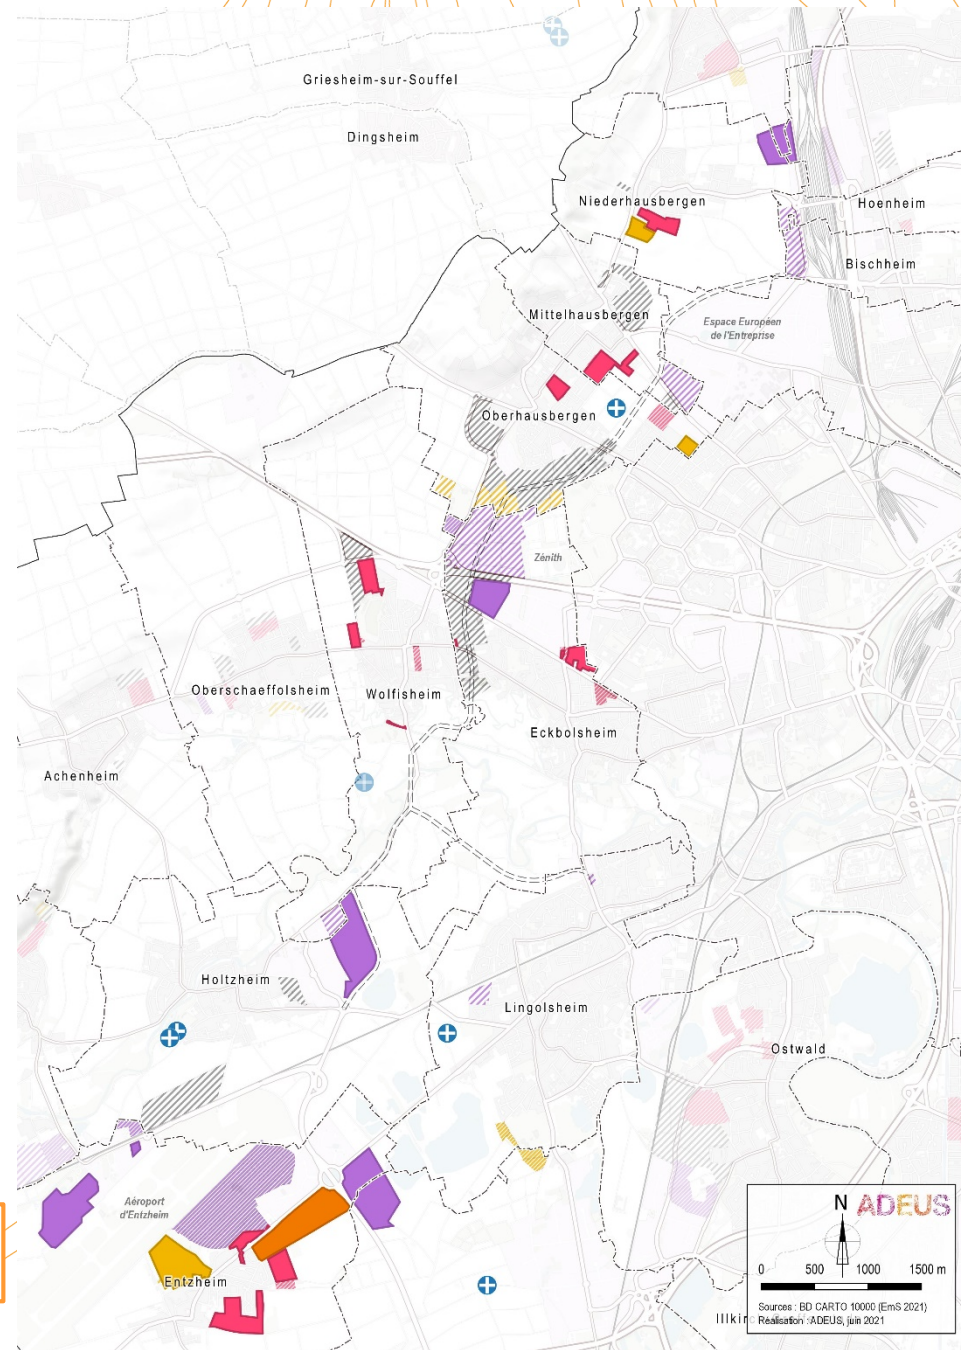 Griesheim-sur-Souffel
Dingsheim
Niederhausbergen
Hoenheim
Bischheim
Mittelhausbergen
Espace Européen
de l'Entreprise
Oberhausbergen
Zénith
Oberschaeffolsheim
Wolfisheim
Eckbolsheim
Achenheim
Holtzheim
Lingolsheim
Ostwald
Aéroport
d'Entzheim
Entzheim
N ADEUS
0 500 1000 1500 m
Sources : BD CARTO 10000 (EmS 2021)
Réalisation : ADEUS, juin 2021